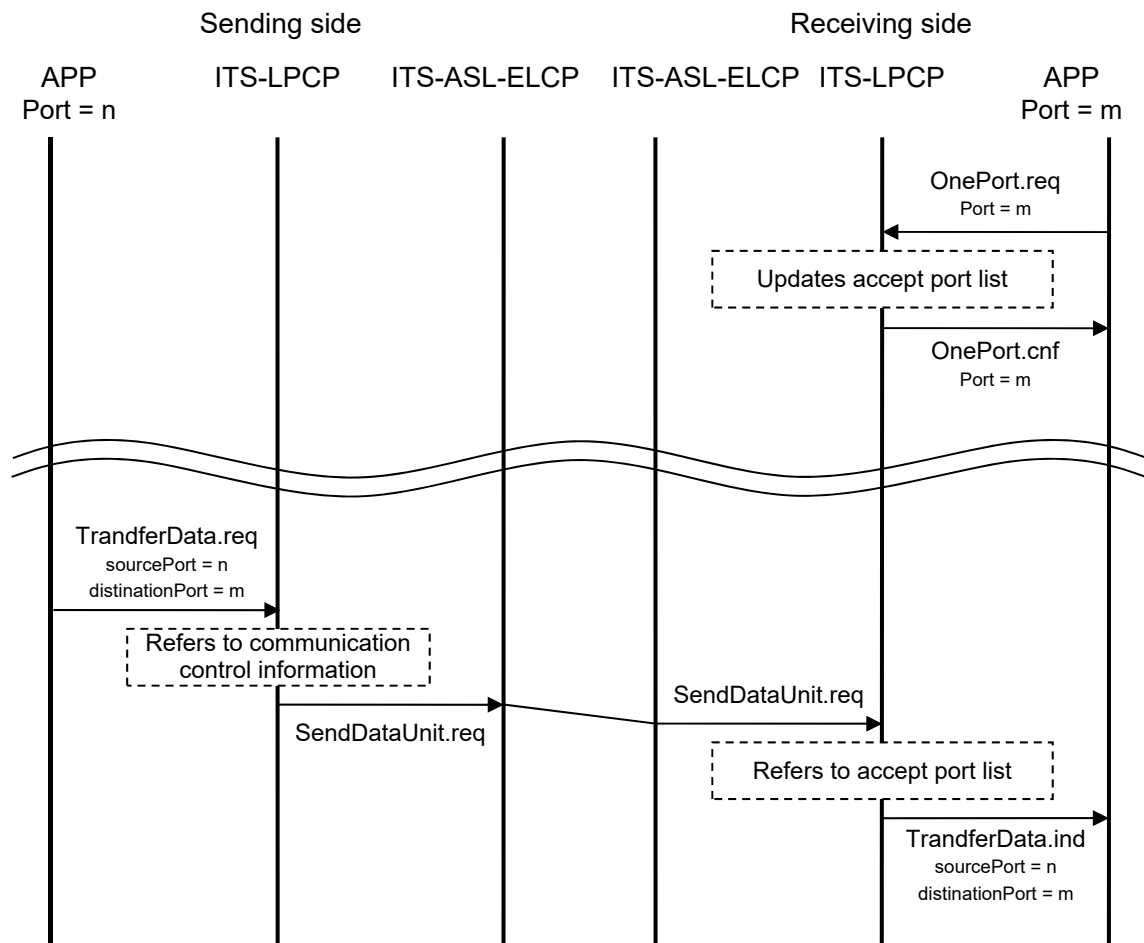 Sending side
Receiving side
APP
Port = n
ITS-LPCP
ITS-ASL-ELCP
ITS-ASL-ELCP
ITS-LPCP
APP
Port = m
OnePort.req
Port = m
Updates accept port list
OnePort.cnf
Port = m
TrandferData.req
sourcePort = n
distinationPort = m
Refers to communication
control information
SendDataUnit.req
SendDataUnit.req
Refers to accept port list
TrandferData.ind
sourcePort = n
distinationPort = m